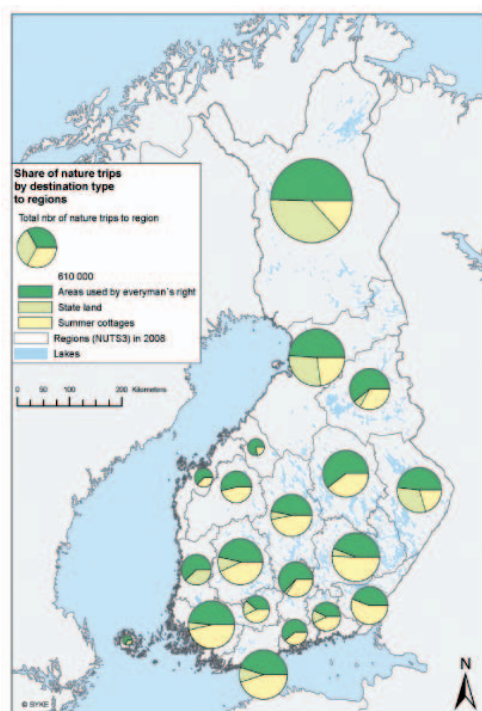 Share of nature trips
by destination type
to regions
Total nbr of nature trips to region
610 000
Areas used by everyman´s right
State land
Summer cottages
Regions (NUTS3) in 2008
Lakes
0 50 100 200 Kilometers
N
© SYKE